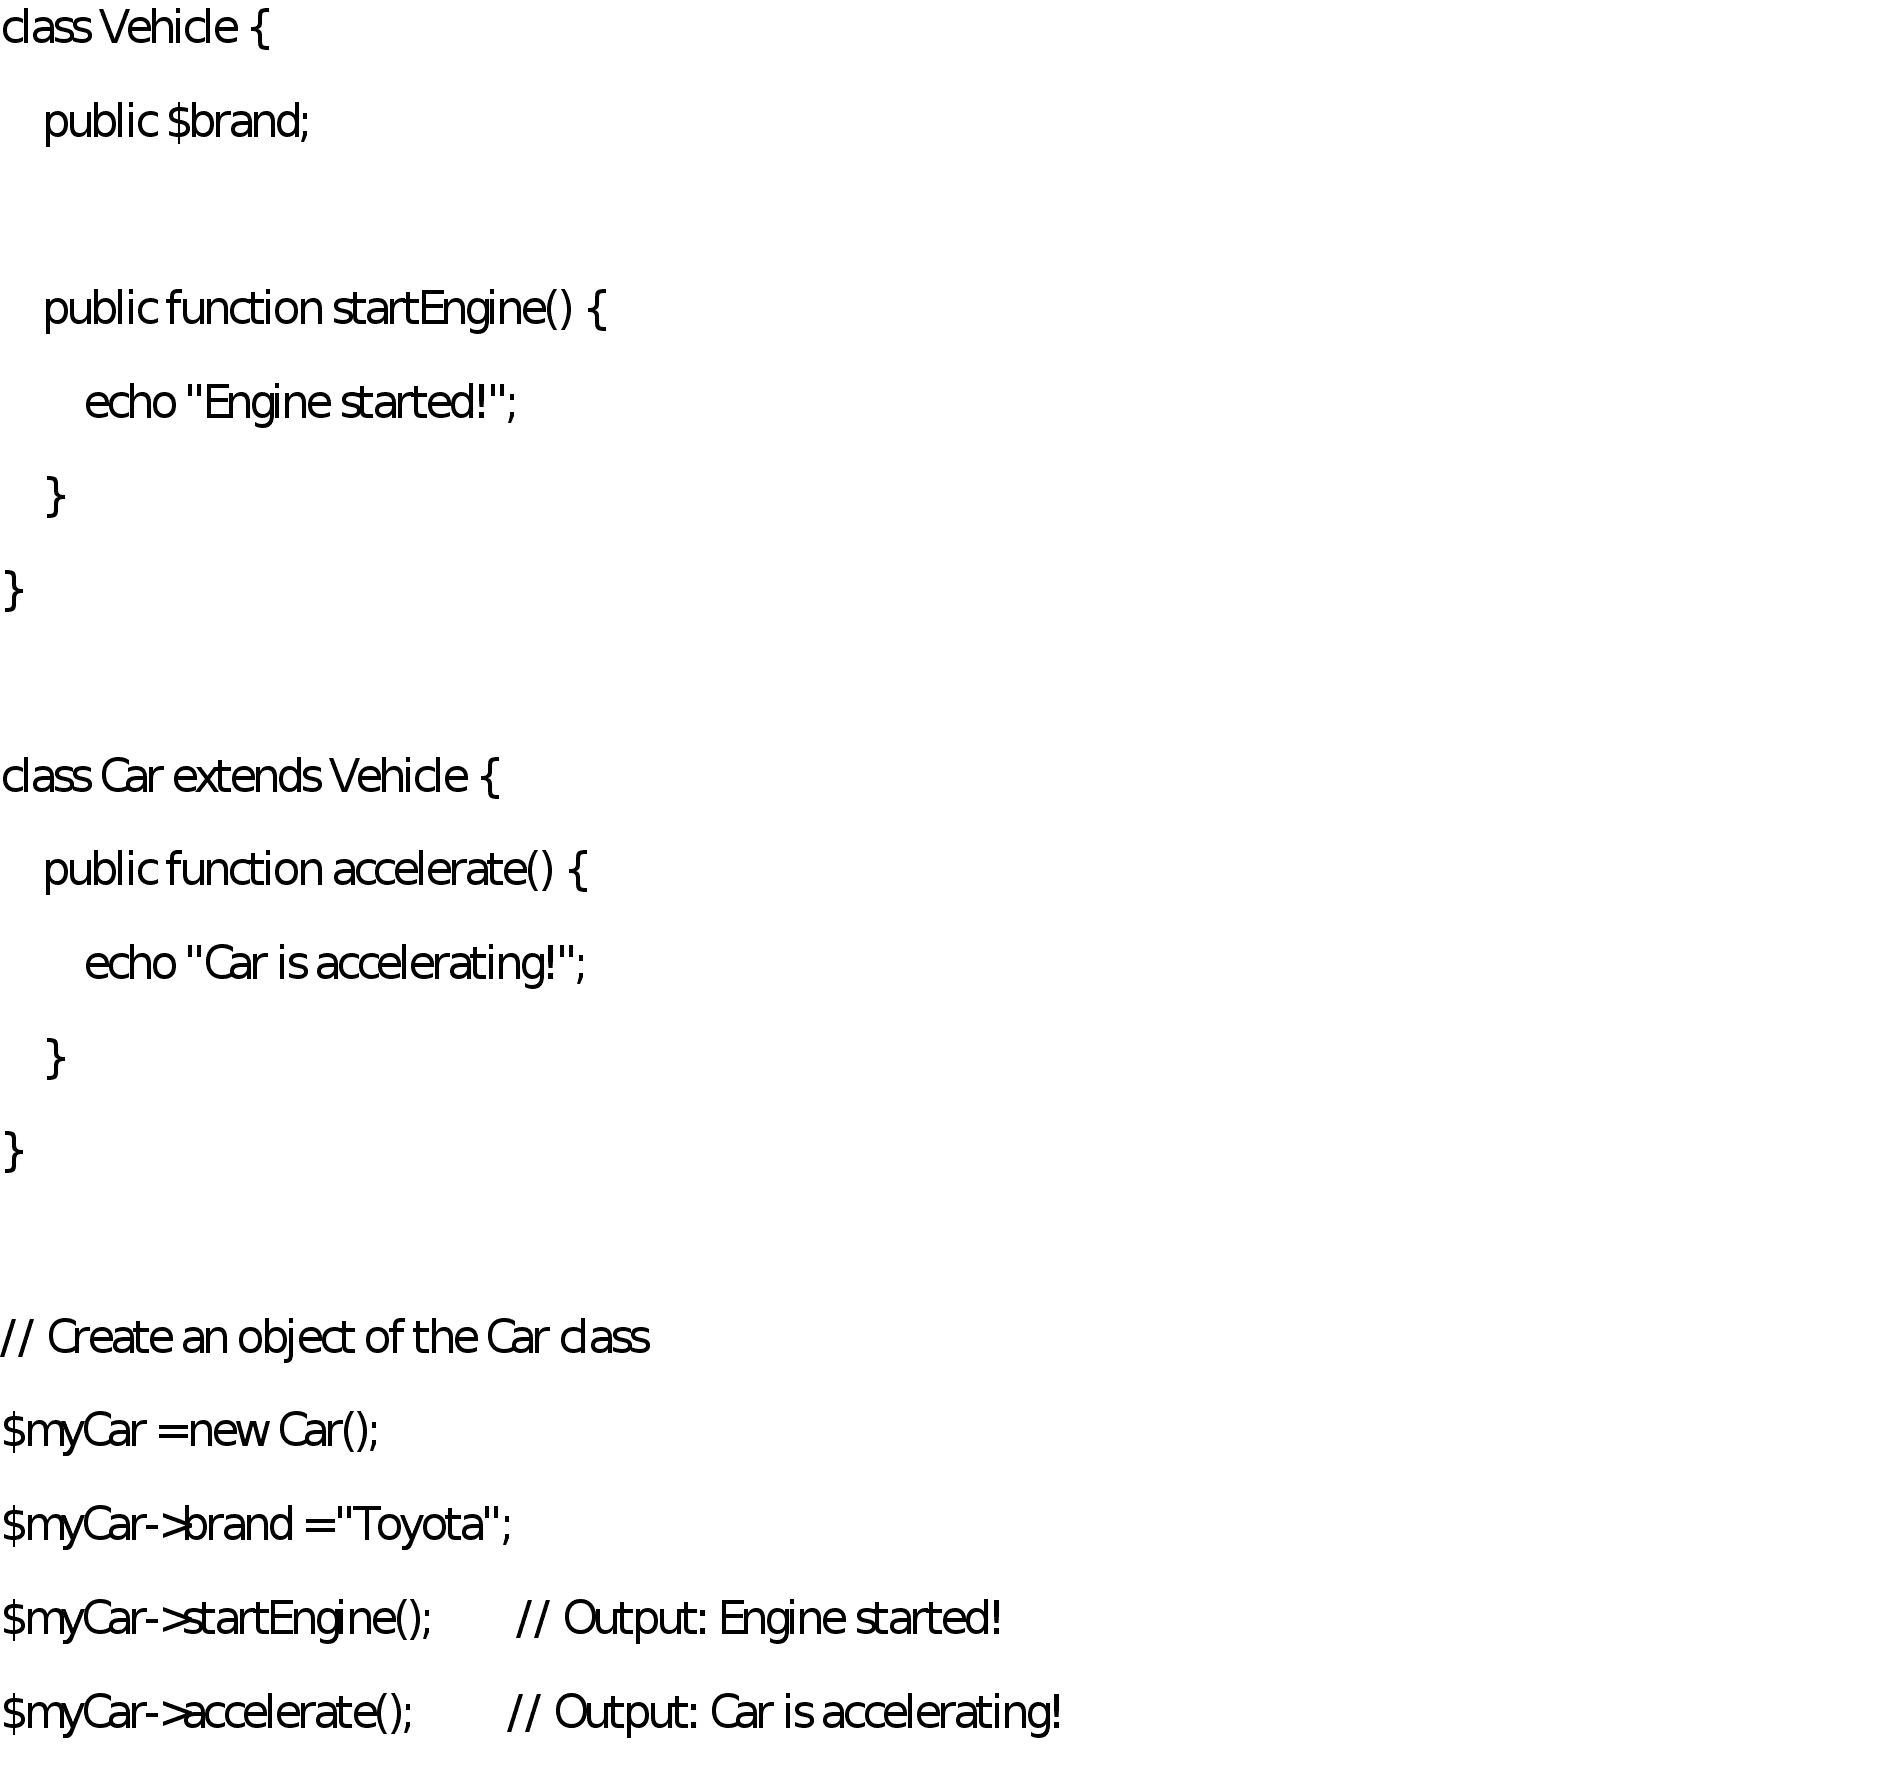 class Vehicle {
    public $brand;

    public function startEngine() {
        echo "Engine started!";
    }
}

class Car extends Vehicle {
    public function accelerate() {
        echo "Car is accelerating!";
    }
}

// Create an object of the Car class
$myCar = new Car();
$myCar->brand = "Toyota";
$myCar->startEngine();        // Output: Engine started!
$myCar->accelerate();         // Output: Car is accelerating!